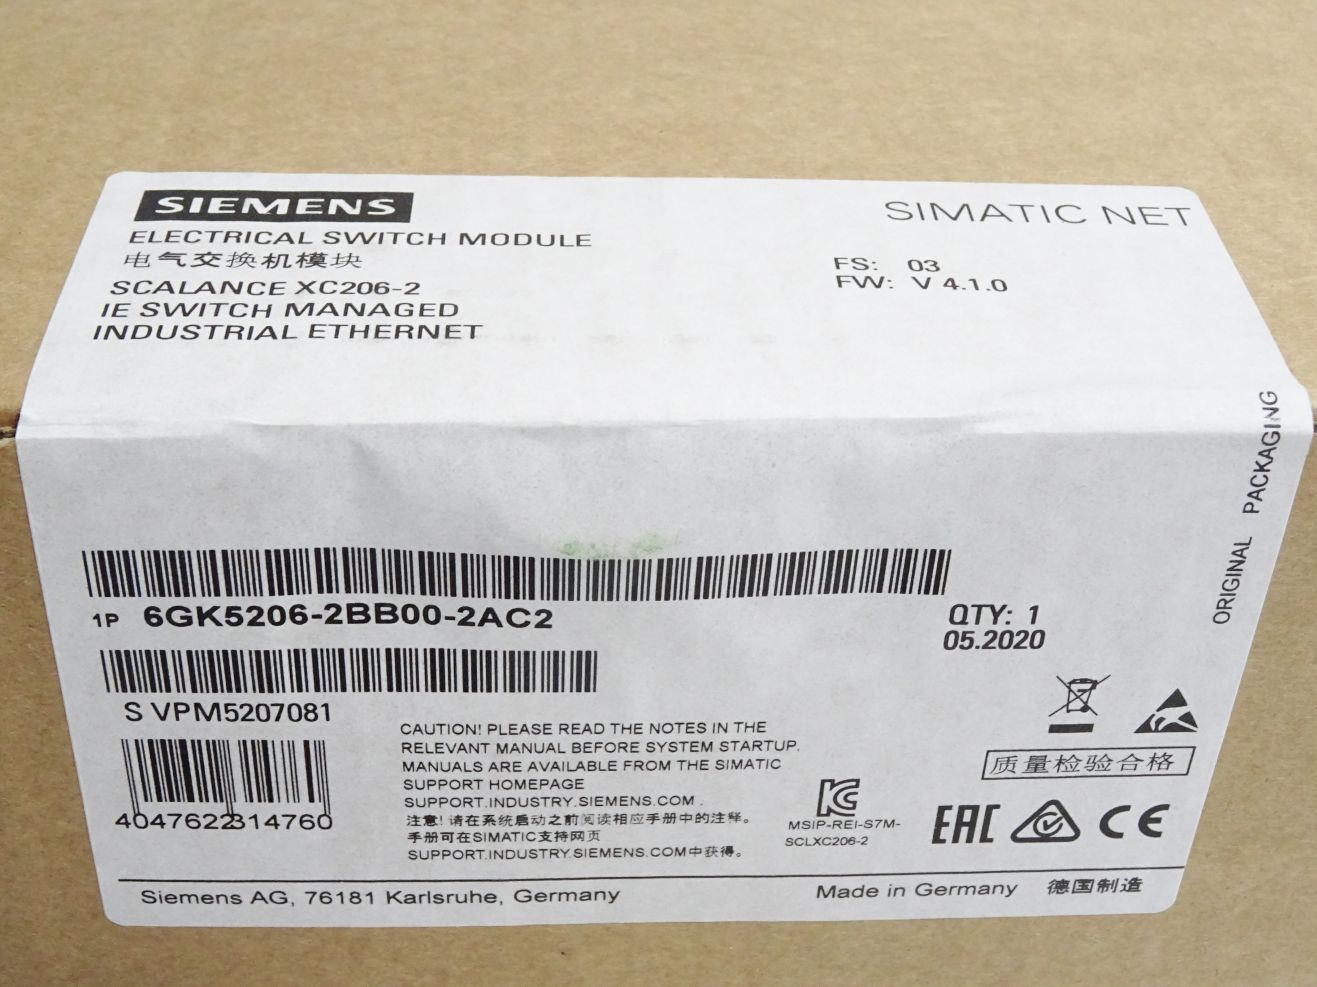 SIEMENS
SIMATIC NET
ELECTRICAL SWITCH MODULE
电气交换机模块
SCALANCE XC206-2
IE SWITCH MANAGED
INDUSTRIAL ETHERNET
FS: 03
FW: V 4.1.0
ORIGINAL PACKAGING
1P 6GK5206-2BB00-2AC2
QTY: 1
05.2020
S VPM5207081
4047622314760
CAUTION! PLEASE READ THE NOTES IN THE
RELEVANT MANUAL BEFORE SYSTEM STARTUP.
MANUALS ARE AVAILABLE FROM THE SIMATIC
SUPPORT HOMEPAGE
SUPPORT.INDUSTRY.SIEMENS.COM .
注意! 请在系统启动之前阅读相应手册中的注释。
手册可在SIMATIC支持网页
SUPPORT.INDUSTRY.SIEMENS.COM中获得。
MSIP-REI-S7M-
SCLXC206-2
质量检验合格
EAC
CE
Siemens AG, 76181 Karlsruhe, Germany
Made in Germany 德国制造